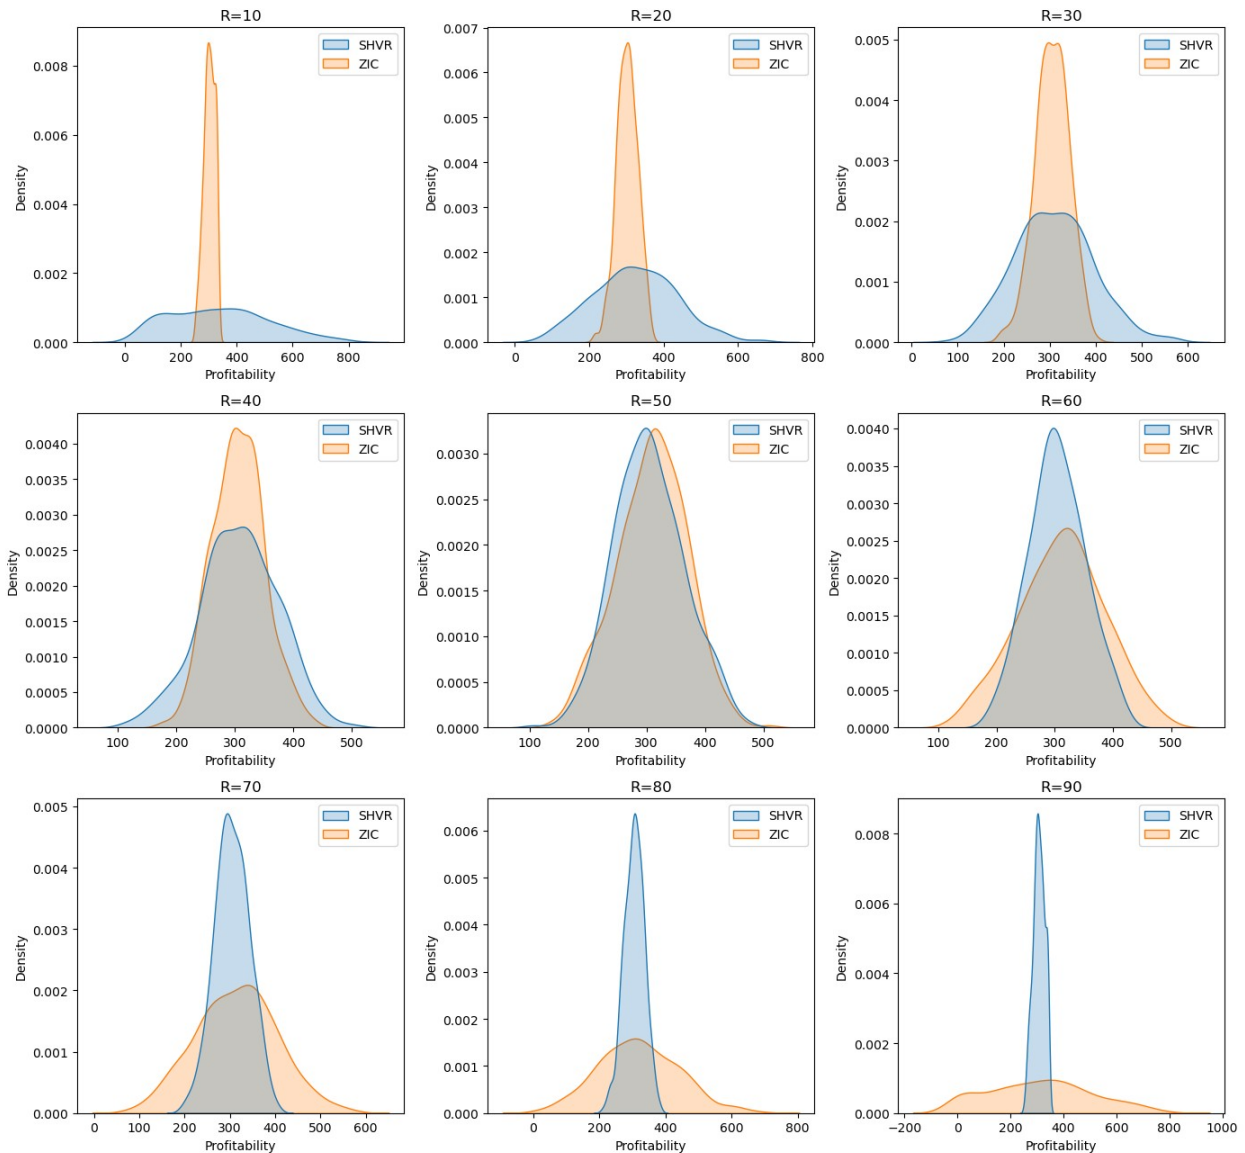 R=10
SHVR
ZIC
0.008
0.006
0.004
0.002
0.000
Density
0 200 400 600 800
Profitability
R=20
SHVR
ZIC
0.007
0.006
0.005
0.004
0.003
0.002
0.001
0.000
Density
0 200 400 600 800
Profitability
R=30
SHVR
ZIC
0.005
0.004
0.003
0.002
0.001
0.000
Density
0 100 200 300 400 500 600
Profitability
R=40
SHVR
ZIC
0.0040
0.0035
0.0030
0.0025
0.0020
0.0015
0.0010
0.0005
0.0000
Density
100 200 300 400 500
Profitability
R=50
SHVR
ZIC
0.0030
0.0025
0.0020
0.0015
0.0010
0.0005
0.0000
Density
100 200 300 400 500
Profitability
R=60
SHVR
ZIC
0.0040
0.0035
0.0030
0.0025
0.0020
0.0015
0.0010
0.0005
0.0000
Density
100 200 300 400 500
Profitability
R=70
SHVR
ZIC
0.005
0.004
0.003
0.002
0.001
0.000
Density
0 100 200 300 400 500 600
Profitability
R=80
SHVR
ZIC
0.006
0.005
0.004
0.003
0.002
0.001
0.000
Density
0 200 400 600 800
Profitability
R=90
SHVR
ZIC
0.008
0.006
0.004
0.002
0.000
Density
−200 0 200 400 600 800 1000
Profitability